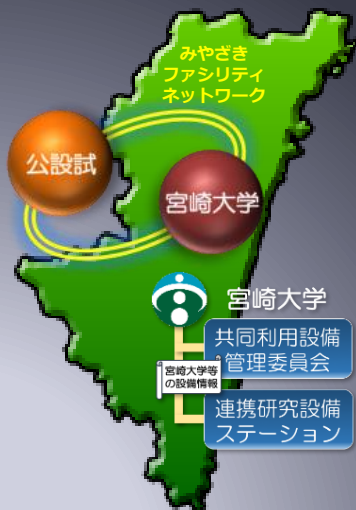 みやざき
ファシリティ
ネットワーク
公設試
宮崎大学
宮崎大学
共同利用設備
管理委員会
宮崎大学等
の設備情報
連携研究設備
ステーション